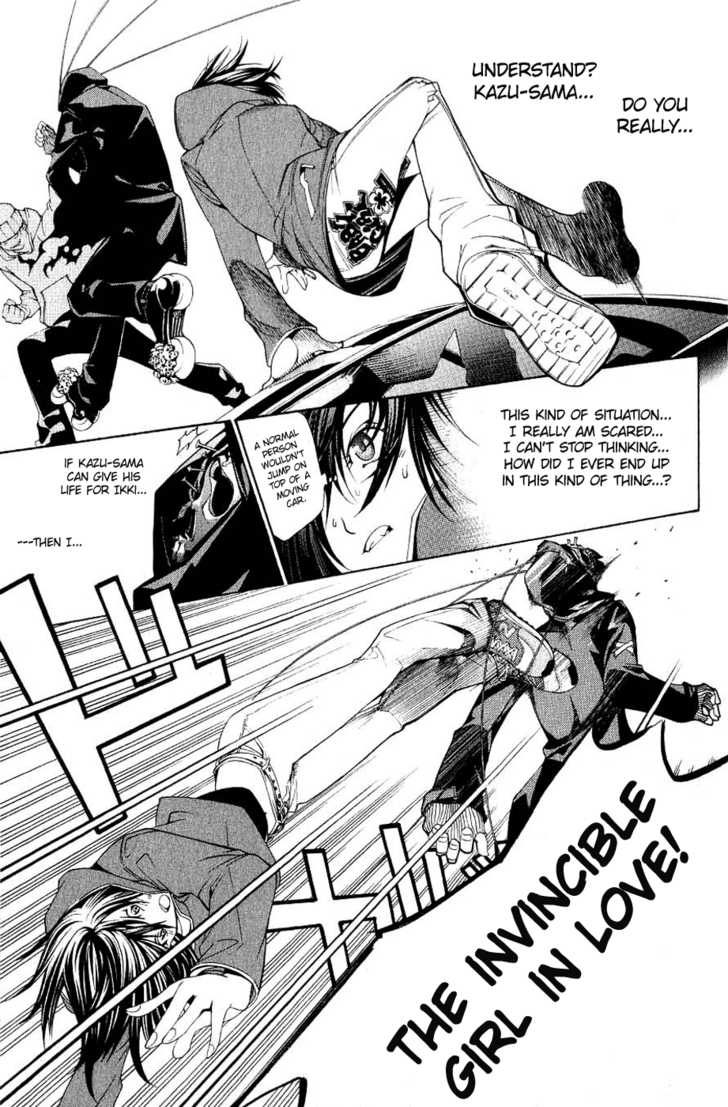 DO YOU
REALLY...
UNDERSTAND?
KAZU-SAMA...
THIS KIND OF SITUATION...
I REALLY AM SCARED...
I CAN'T STOP THINKING...
HOW DID I EVER END UP
IN THIS KIND OF THING...?
A NORMAL
PERSON
WOULDN'T
JUMP ON
TOP OF A
MOVING
CAR.
IF KAZU-SAMA
CAN GIVE HIS
LIFE FOR IKKI...
---THEN I...
THE INVINCIBLE
GIRL IN LOVE!